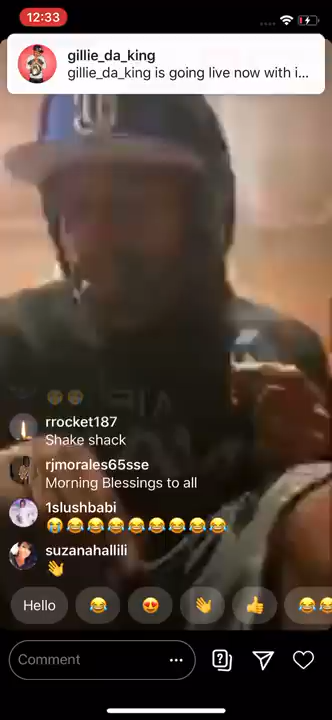 12:33
gillie_da_king
gillie_da_king is going live now with i...
rrocket187
Shake shack
rjmorales65sse
Morning Blessings to all
1slushbabi
😭😂😂😂😂😂😂😂😂
suzanahallili
👋
Hello 😂 😍 👋 👍 😂😂
Comment